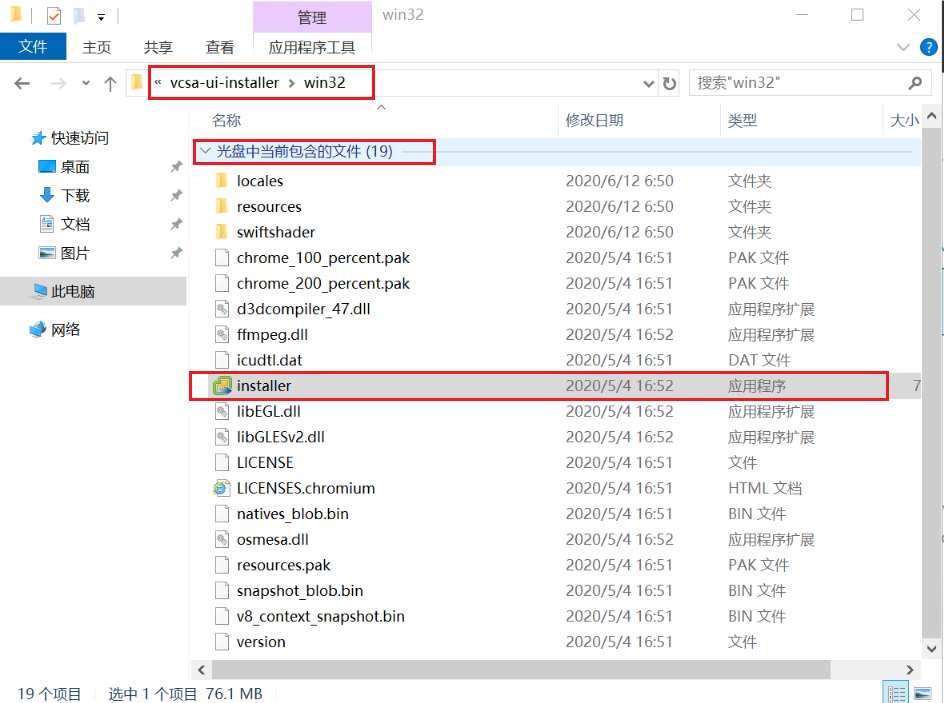 管理
win32
文件 主页 共享 查看 应用程序工具
« vcsa-ui-installer › win32
搜索"win32"
快速访问
桌面
下载
文档
图片
此电脑
网络
名称 修改日期 类型 大小
光盘中当前包含的文件 (19)
locales 2020/6/12 6:50 文件夹
resources 2020/6/12 6:50 文件夹
swiftshader 2020/6/12 6:50 文件夹
chrome_100_percent.pak 2020/5/4 16:51 PAK 文件
chrome_200_percent.pak 2020/5/4 16:51 PAK 文件
d3dcompiler_47.dll 2020/5/4 16:51 应用程序扩展
ffmpeg.dll 2020/5/4 16:52 应用程序扩展
icudtl.dat 2020/5/4 16:51 DAT 文件
installer 2020/5/4 16:52 应用程序 7
libEGL.dll 2020/5/4 16:52 应用程序扩展
libGLESv2.dll 2020/5/4 16:52 应用程序扩展
LICENSE 2020/5/4 16:51 文件
LICENSES.chromium 2020/5/4 16:51 HTML 文档
natives_blob.bin 2020/5/4 16:51 BIN 文件
osmesa.dll 2020/5/4 16:52 应用程序扩展
resources.pak 2020/5/4 16:51 PAK 文件
snapshot_blob.bin 2020/5/4 16:51 BIN 文件
v8_context_snapshot.bin 2020/5/4 16:51 BIN 文件
version 2020/5/4 16:51 文件
19 个项目 选中 1 个项目 76.1 MB